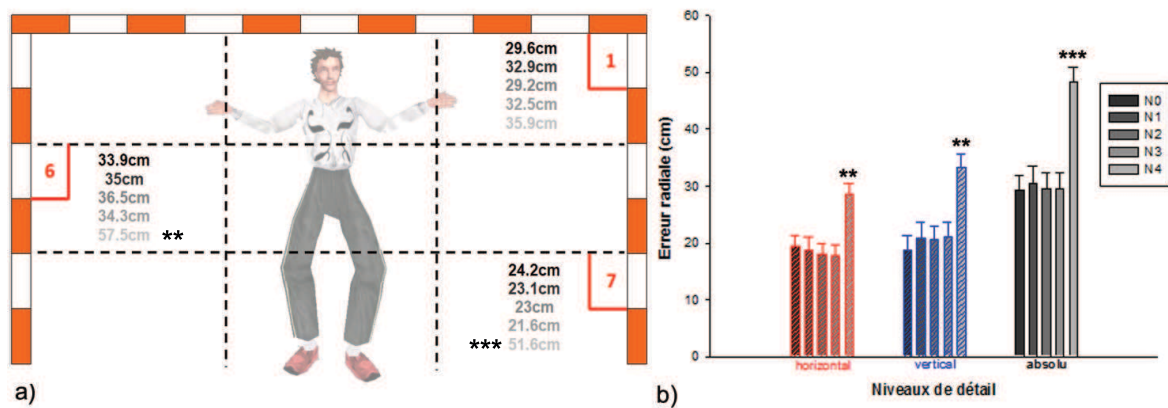 1
29.6cm
32.9cm
29.2cm
32.5cm
35.9cm
6
33.9cm
35cm
36.5cm
34.3cm
57.5cm **
7
24.2cm
23.1cm
23cm
21.6cm
*** 51.6cm
a)
Erreur radiale (cm)
60
50
40
30
20
10
0
**
**
***
N0
N1
N2
N3
N4
horizontal
vertical
absolu
Niveaux de détail
b)